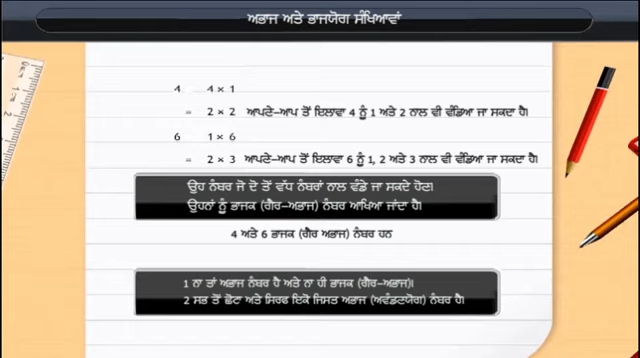 ਅਭਾਜ ਅਤੇ ਭਾਜਯੋਗ ਸੰਖਿਆਵਾਂ
4 4 × 1
= 2 × 2 ਆਪਣੇ-ਆਪ ਤੋਂ ਇਲਾਵਾ 4 ਨੂੰ 1 ਅਤੇ 2 ਨਾਲ ਵੀ ਵੰਡਿਆ ਜਾ ਸਕਦਾ ਹੈ।
6 1 × 6
= 2 × 3 ਆਪਣੇ-ਆਪ ਤੋਂ ਇਲਾਵਾ 6 ਨੂੰ 1, 2 ਅਤੇ 3 ਨਾਲ ਵੀ ਵੰਡਿਆ ਜਾ ਸਕਦਾ ਹੈ।
ਉਹ ਨੰਬਰ ਜੋ ਦੋ ਤੋਂ ਵੱਧ ਨੰਬਰਾਂ ਨਾਲ ਵੰਡੇ ਜਾ ਸਕਦੇ ਹੋਣ।
ਉਹਨਾਂ ਨੂੰ ਭਾਜਕ (ਗੈਰ-ਅਭਾਜ) ਨੰਬਰ ਅਖਿਆ ਜਾਂਦਾ ਹੈ।
4 ਅਤੇ 6 ਭਾਜਕ (ਗੈਰ ਅਭਾਜ) ਨੰਬਰ ਹਨ
1 ਨਾ ਤਾਂ ਅਭਾਜ ਨੰਬਰ ਹੈ ਅਤੇ ਨਾ ਹੀ ਭਾਜਕ (ਗੈਰ-ਅਭਾਜ)।
2 ਸਭ ਤੋਂ ਛੋਟਾ ਅਤੇ ਸਿਰਫ ਇਕੋ ਜਿਸਤ ਅਭਾਜ (ਅਵੰਡਣਯੋਗ) ਨੰਬਰ ਹੈ।